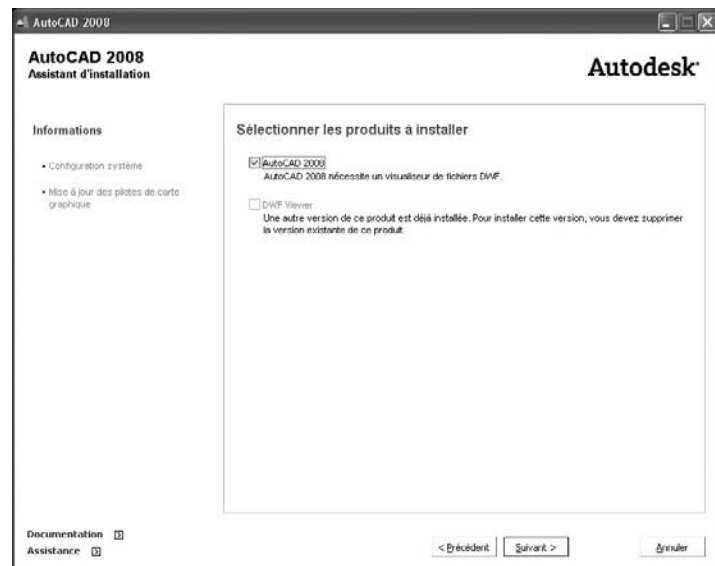 AutoCAD 2008
AutoCAD 2008
Assistant d'installation
Autodesk
Informations
• Configuration système
• Mise à jour des pilotes de carte
graphique
Sélectionner les produits à installer
AutoCAD 2008
AutoCAD 2008 nécessite un visualiseur de fichiers DWF.
DWF Viewer
Une autre version de ce produit est déjà installée. Pour installer cette version, vous devez supprimer
la version existante de ce produit.
Documentation
Assistance
< Précédent
Suivant >
Annuler